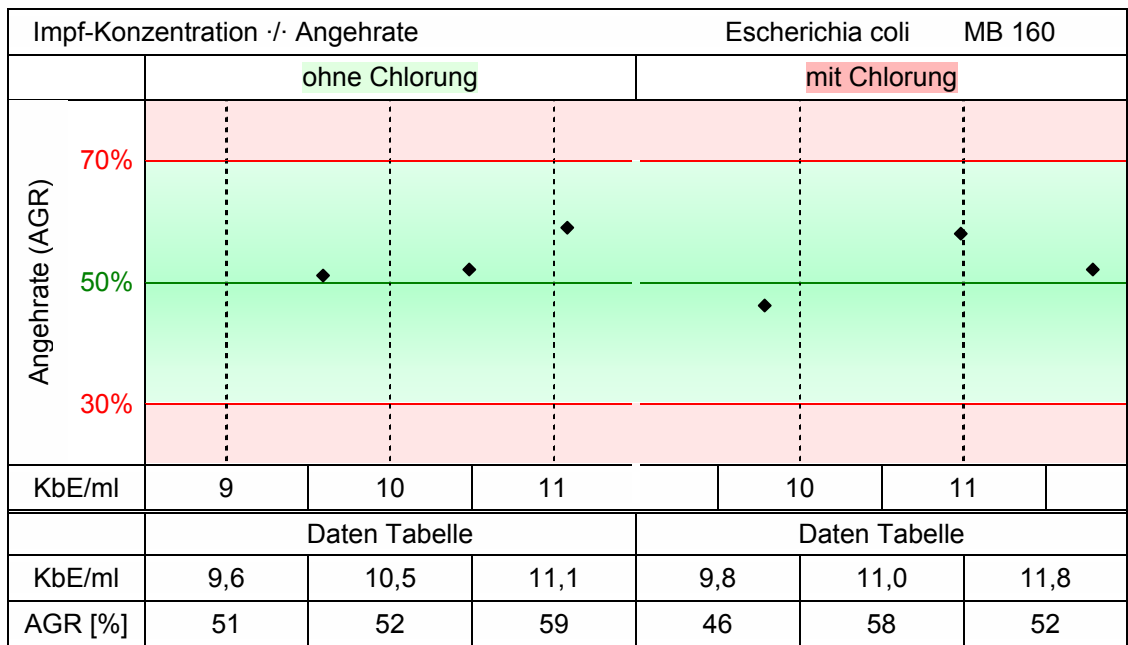 Impf-Konzentration ·/· Angehrate Escherichia coli MB 160
ohne Chlorung mit Chlorung
Angehrate (AGR)
70%
50%
30%
KbE/ml 9 10 11 10 11
Daten Tabelle Daten Tabelle
KbE/ml 9,6 10,5 11,1 9,8 11,0 11,8
AGR [%] 51 52 59 46 58 52